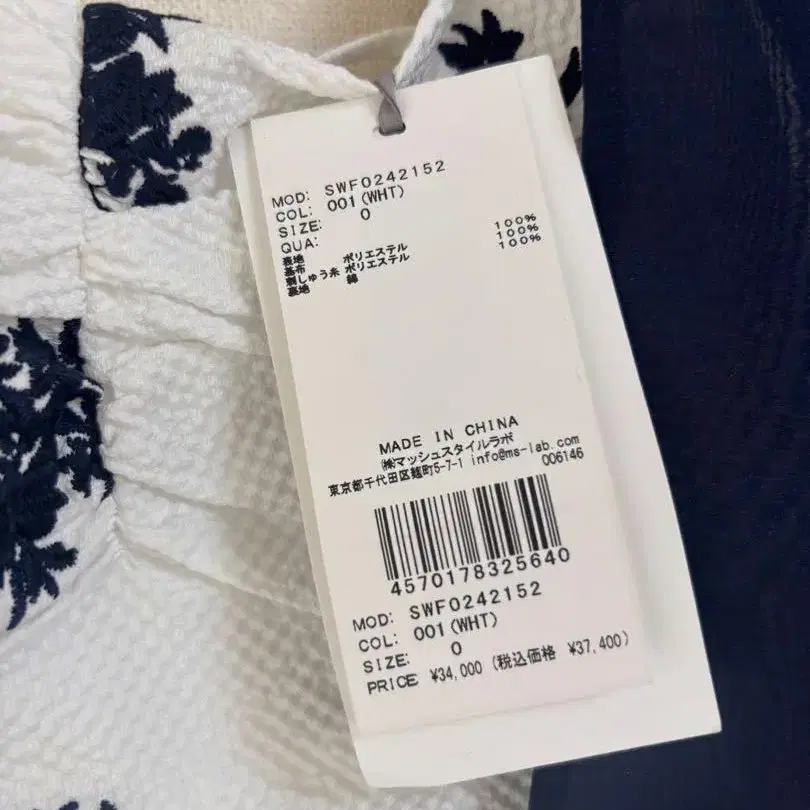 MOD: SWF0242152
COL: 001(WHT)
SIZE: 0
QUA:
表地 ポリエステル 100%
基布 ポリエステル 100%
刺しゅう糸 ポリエステル 100%
裏地 綿
MADE IN CHINA
㈱マッシュスタイルラボ
東京都千代田区麹町5-7-1 info@ms-lab.com
006146
4570178325640
MOD: SWF0242152
COL: 001(WHT)
SIZE: 0
PRICE ¥34,000 (税込価格 ¥37,400)